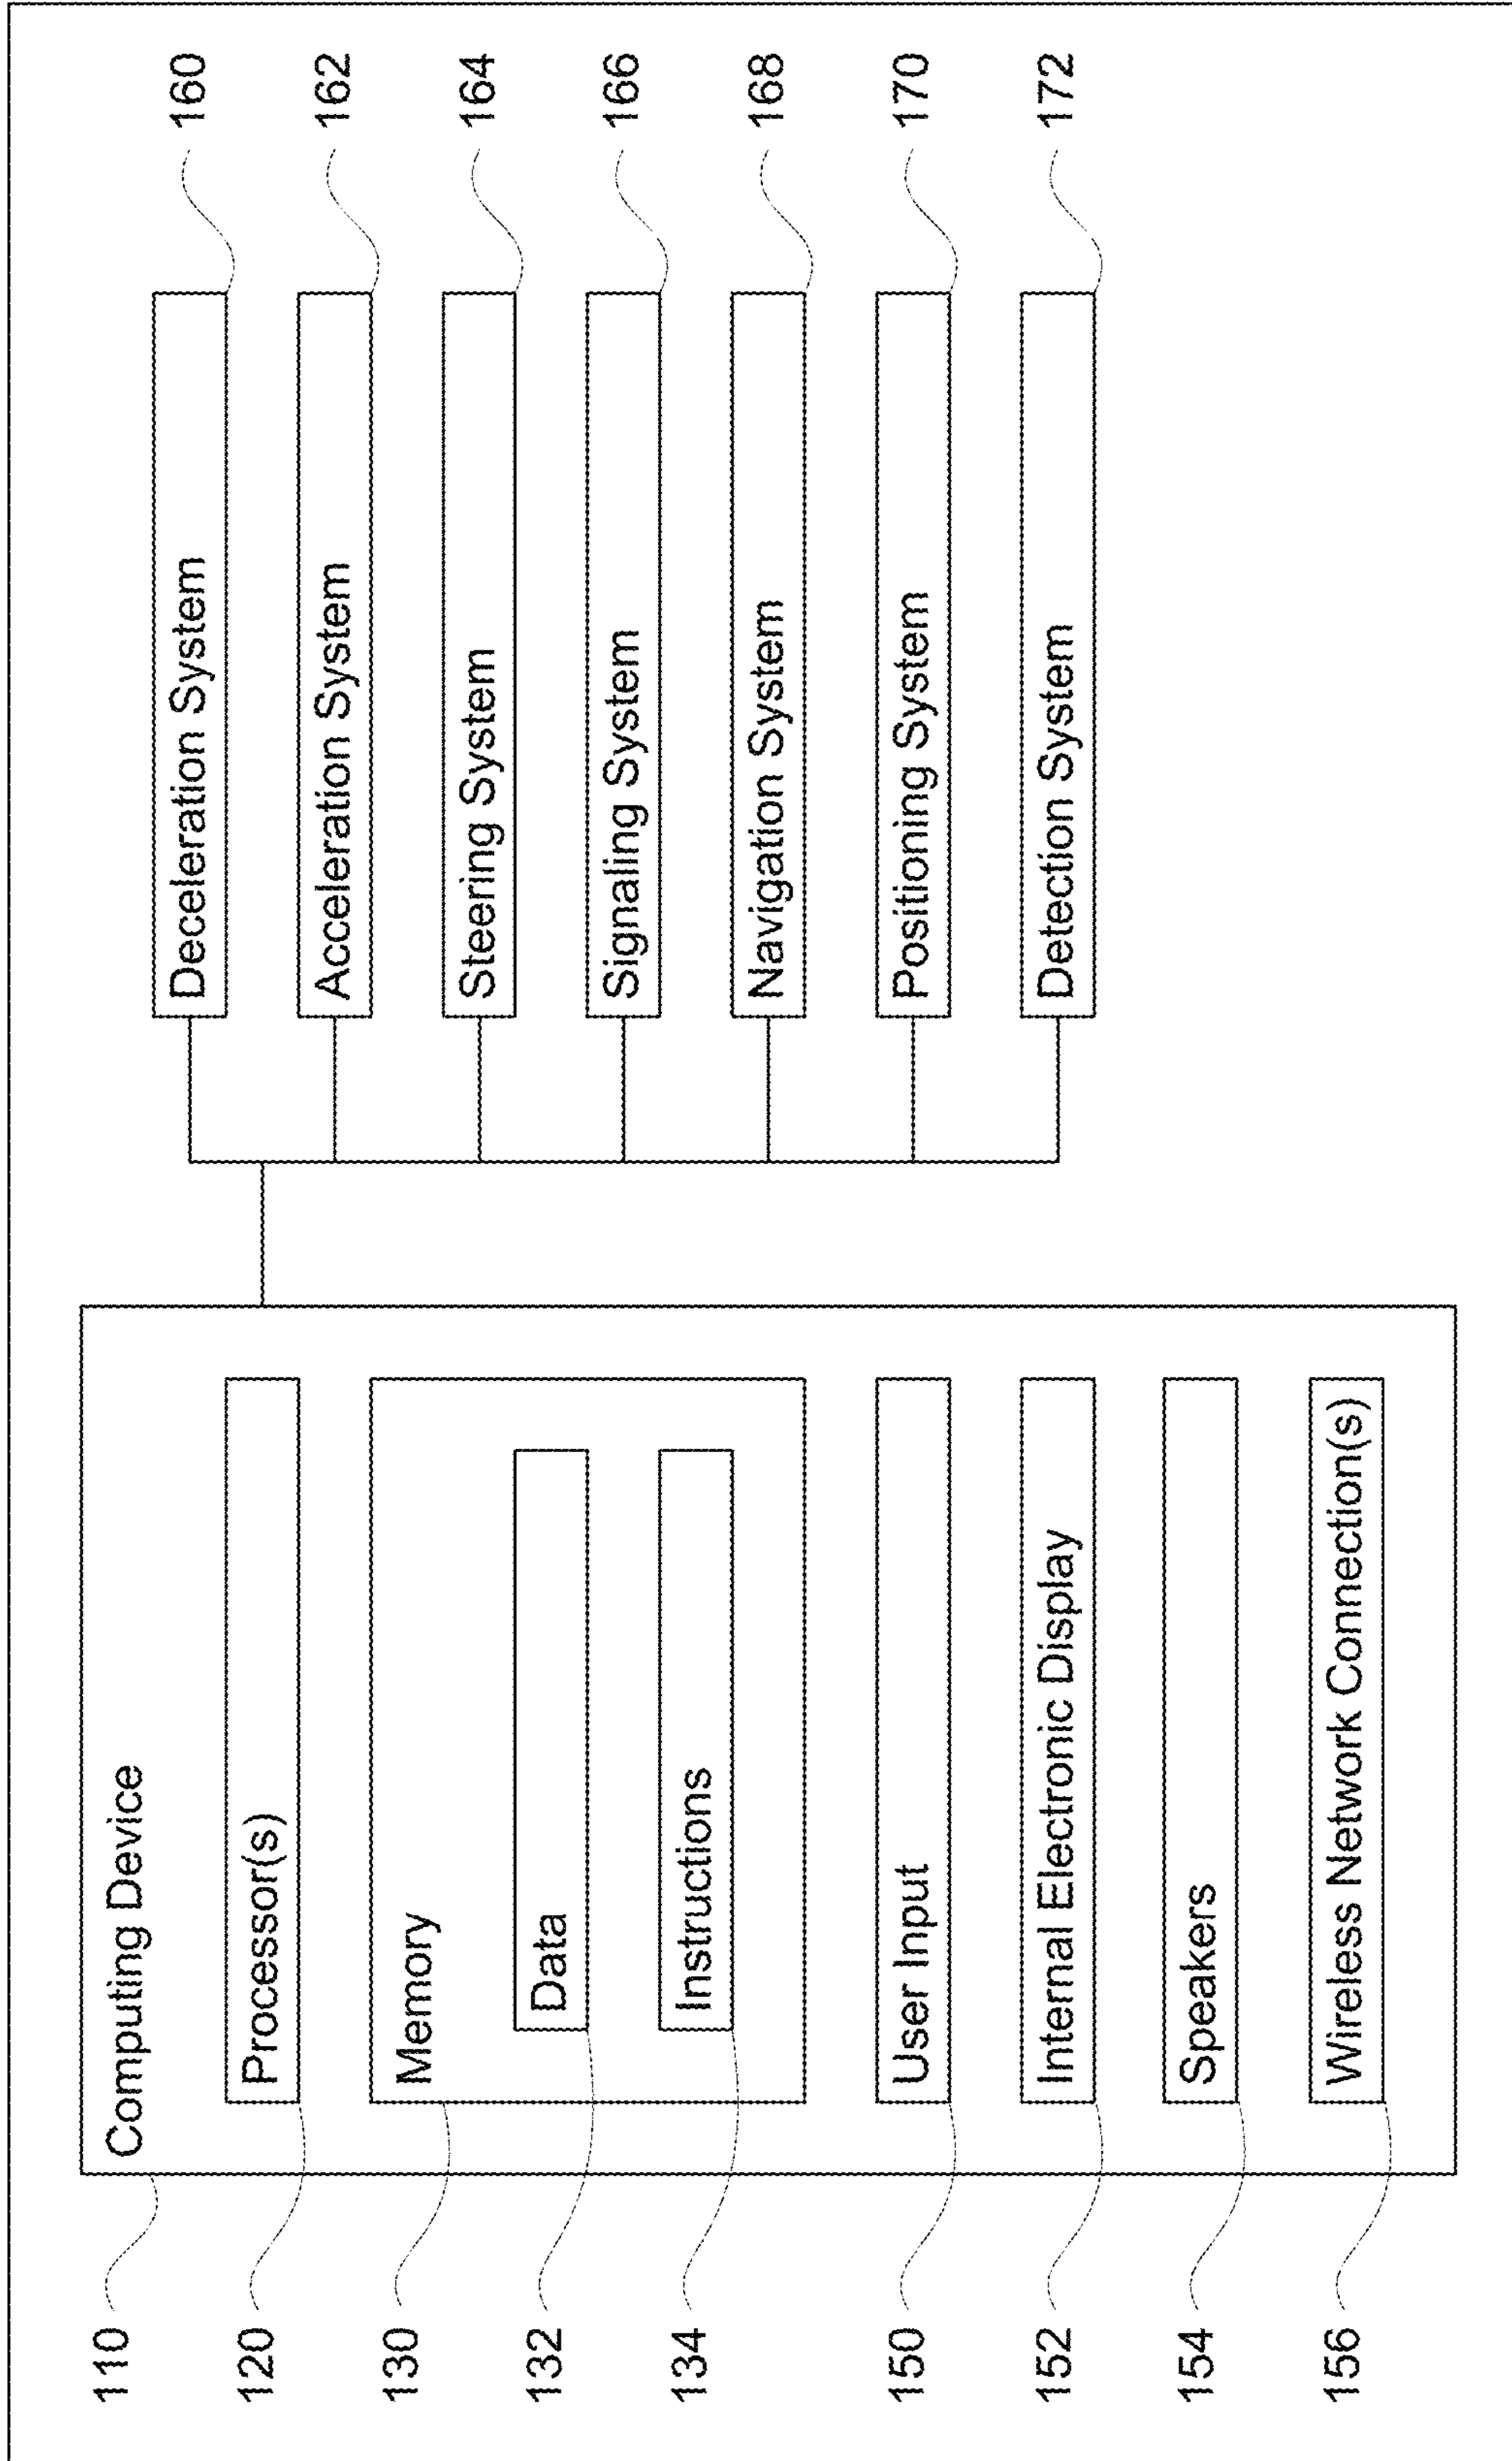 110
Computing Device
120
Processor(s)
130
Memory
132
Data
134
Instructions
150
User Input
152
Internal Electronic Display
154
Speakers
156
Wireless Network Connection(s)
Deceleration System
160
Acceleration System
162
Steering System
164
Signaling System
166
Navigation System
168
Positioning System
170
Detection System
172